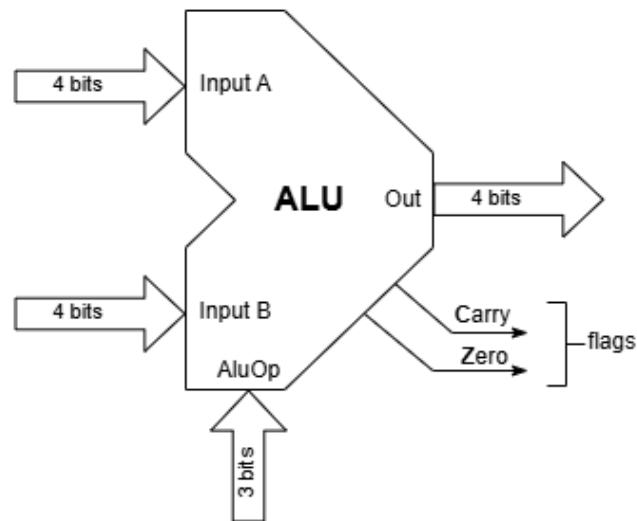 4 bits
Input A
ALU
Out
4 bits
4 bits
Input B
Carry
Zero
flags
AluOp
3 bits